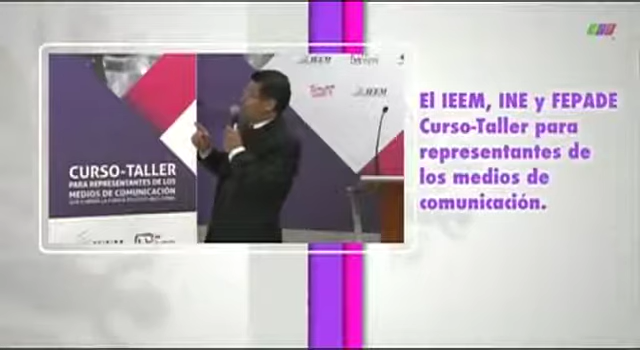 IEEM
IEEM
CURSO-TALLER
PARA REPRESENTANTES DE LOS
MEDIOS DE COMUNICACIÓN
El IEEM, INE y FEPADE
Curso-Taller para
representantes de
los medios de
comunicación.